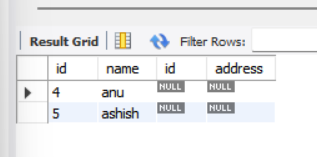 Result Grid Filter Rows:
id name id address
4 anu NULL NULL
5 ashish NULL NULL